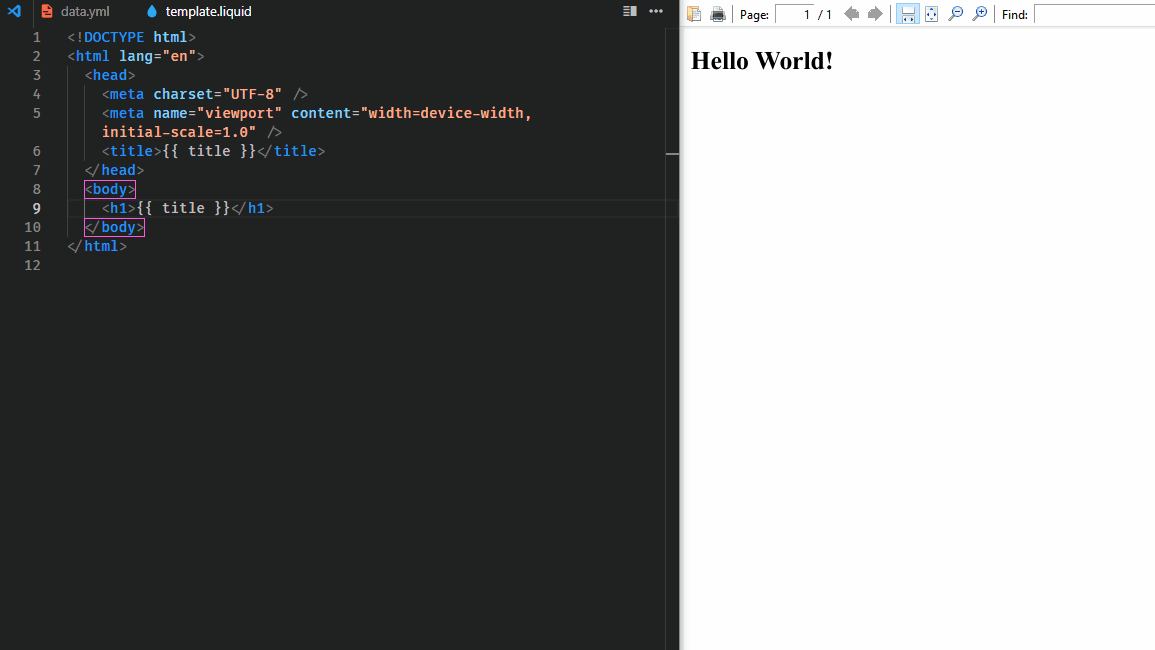 data.yml template.liquid
Page: 1 / 1 Find:
1 <!DOCTYPE html>
2 <html lang="en">
3 <head>
4 <meta charset="UTF-8" />
5 <meta name="viewport" content="width=device-width,
initial-scale=1.0" />
6 <title>{{ title }}</title>
7 </head>
8 <body>
9 <h1>{{ title }}</h1>
10 </body>
11 </html>
12
Hello World!